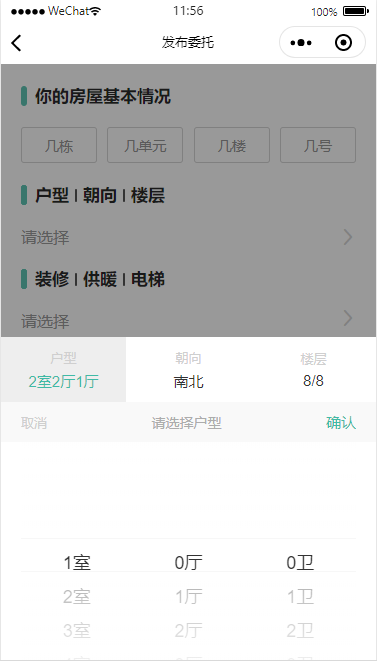 WeChat 11:56 100%
发布委托
你的房屋基本情况
几栋 几单元 几楼 几号
户型 | 朝向 | 楼层
请选择
装修 | 供暖 | 电梯
请选择
户型 朝向 楼层
2室2厅1厅 南北 8/8
取消 请选择户型 确认
1室 0厅 0卫
2室 1厅 1卫
3室 2厅 2卫